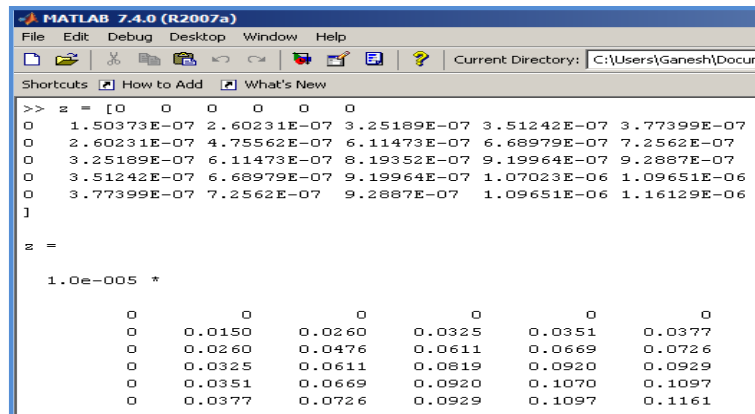 MATLAB 7.4.0 (R2007a)
File Edit Debug Desktop Window Help
Current Directory: C:\Users\Ganesh\Docur
Shortcuts How to Add What's New
>> z = [0 0 0 0 0 0
0 1.50373E-07 2.60231E-07 3.25189E-07 3.51242E-07 3.77399E-07
0 2.60231E-07 4.75562E-07 6.11473E-07 6.68979E-07 7.2562E-07
0 3.25189E-07 6.11473E-07 8.19352E-07 9.19964E-07 9.2887E-07
0 3.51242E-07 6.68979E-07 9.19964E-07 1.07023E-06 1.09651E-06
0 3.77399E-07 7.2562E-07 9.2887E-07 1.09651E-06 1.16129E-06
]
z =
1.0e-005 *
0 0 0 0 0 0
0 0.0150 0.0260 0.0325 0.0351 0.0377
0 0.0260 0.0476 0.0611 0.0669 0.0726
0 0.0325 0.0611 0.0819 0.0920 0.0929
0 0.0351 0.0669 0.0920 0.1070 0.1097
0 0.0377 0.0726 0.0929 0.1097 0.1161